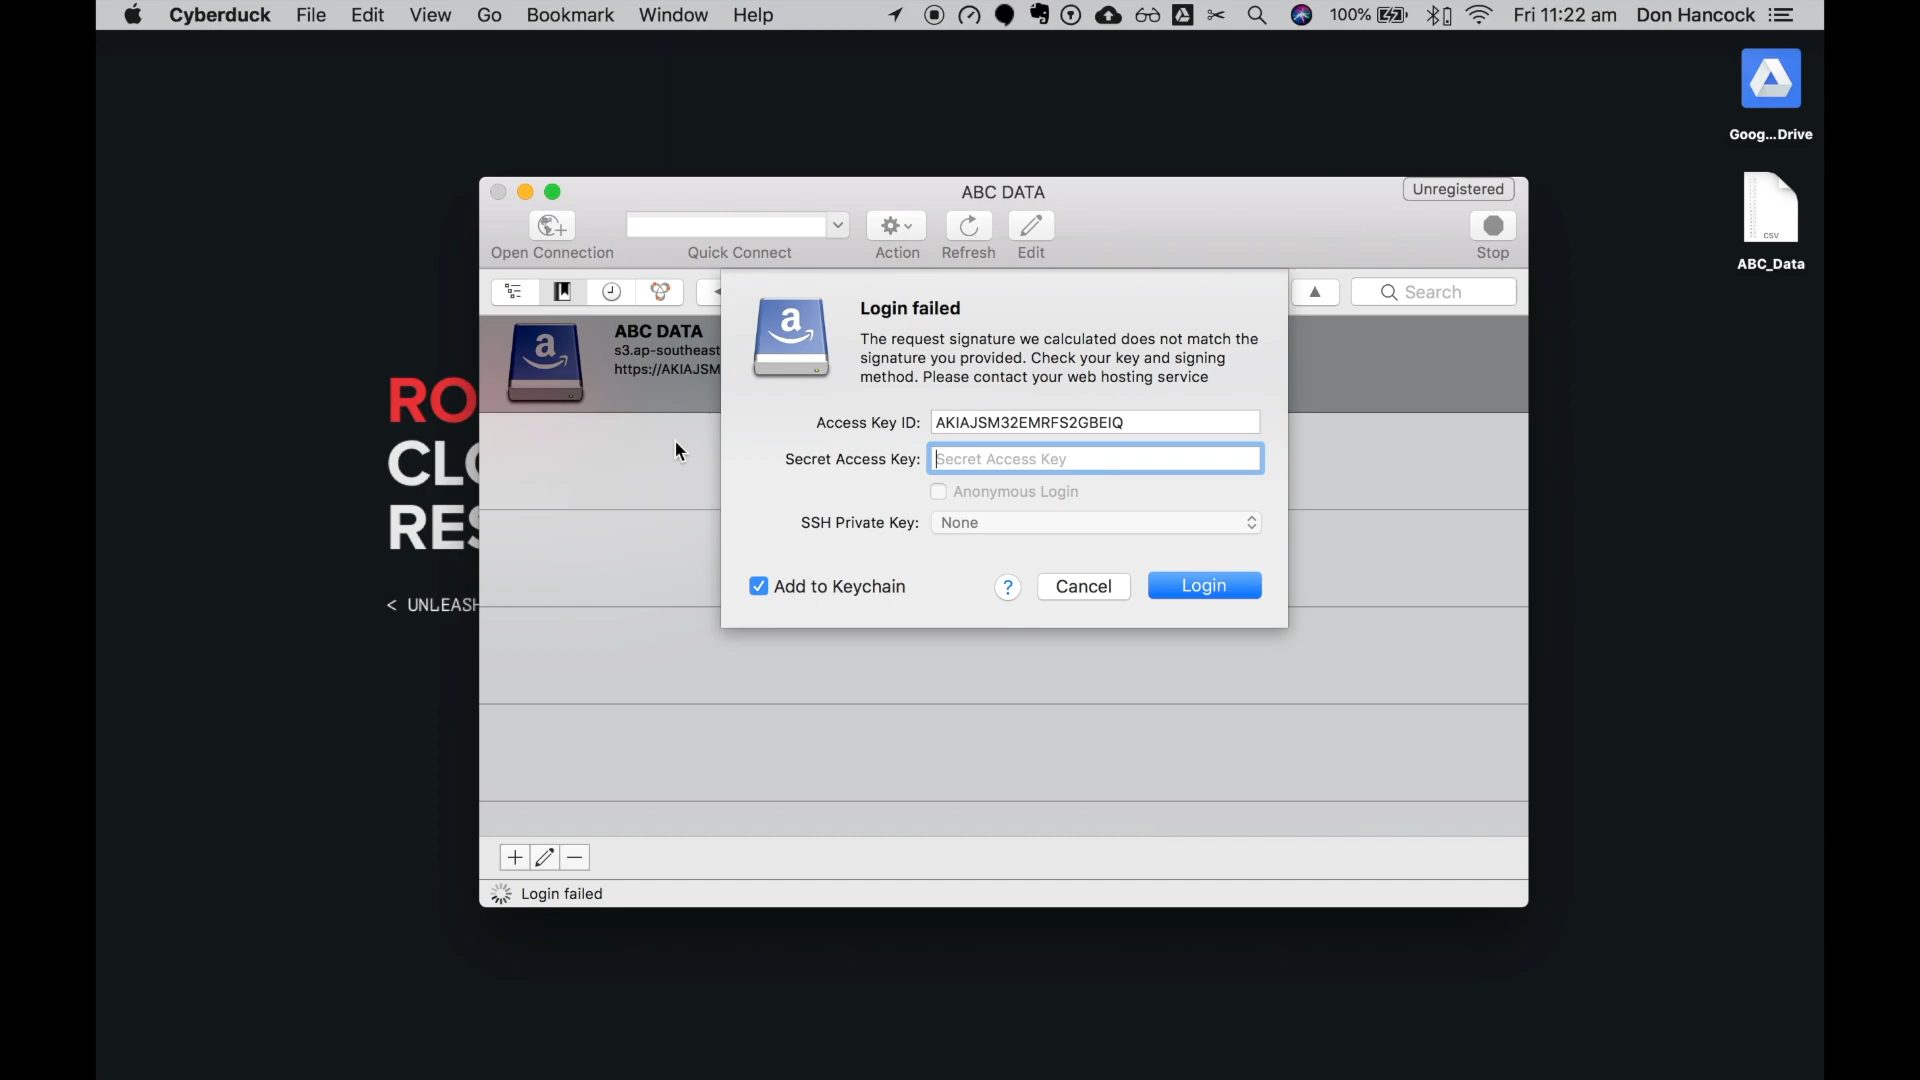 Cyberduck File Edit View Go Bookmark Window Help 100% Fri 11:22 am Don Hancock
Goog...Drive
csv
ABC_Data
ABC DATA
Unregistered
Open Connection
Quick Connect
Action
Refresh
Edit
Stop
Search
ABC DATA
s3.ap-southeast
https://AKIAJSM
Login failed
The request signature we calculated does not match the
signature you provided. Check your key and signing
method. Please contact your web hosting service
Access Key ID: AKIAJSM32EMRFS2GBEIQ
Secret Access Key: Secret Access Key
Anonymous Login
SSH Private Key: None
Add to Keychain
?
Cancel
Login
RO
CLO
RES
< UNLEASH
Login failed